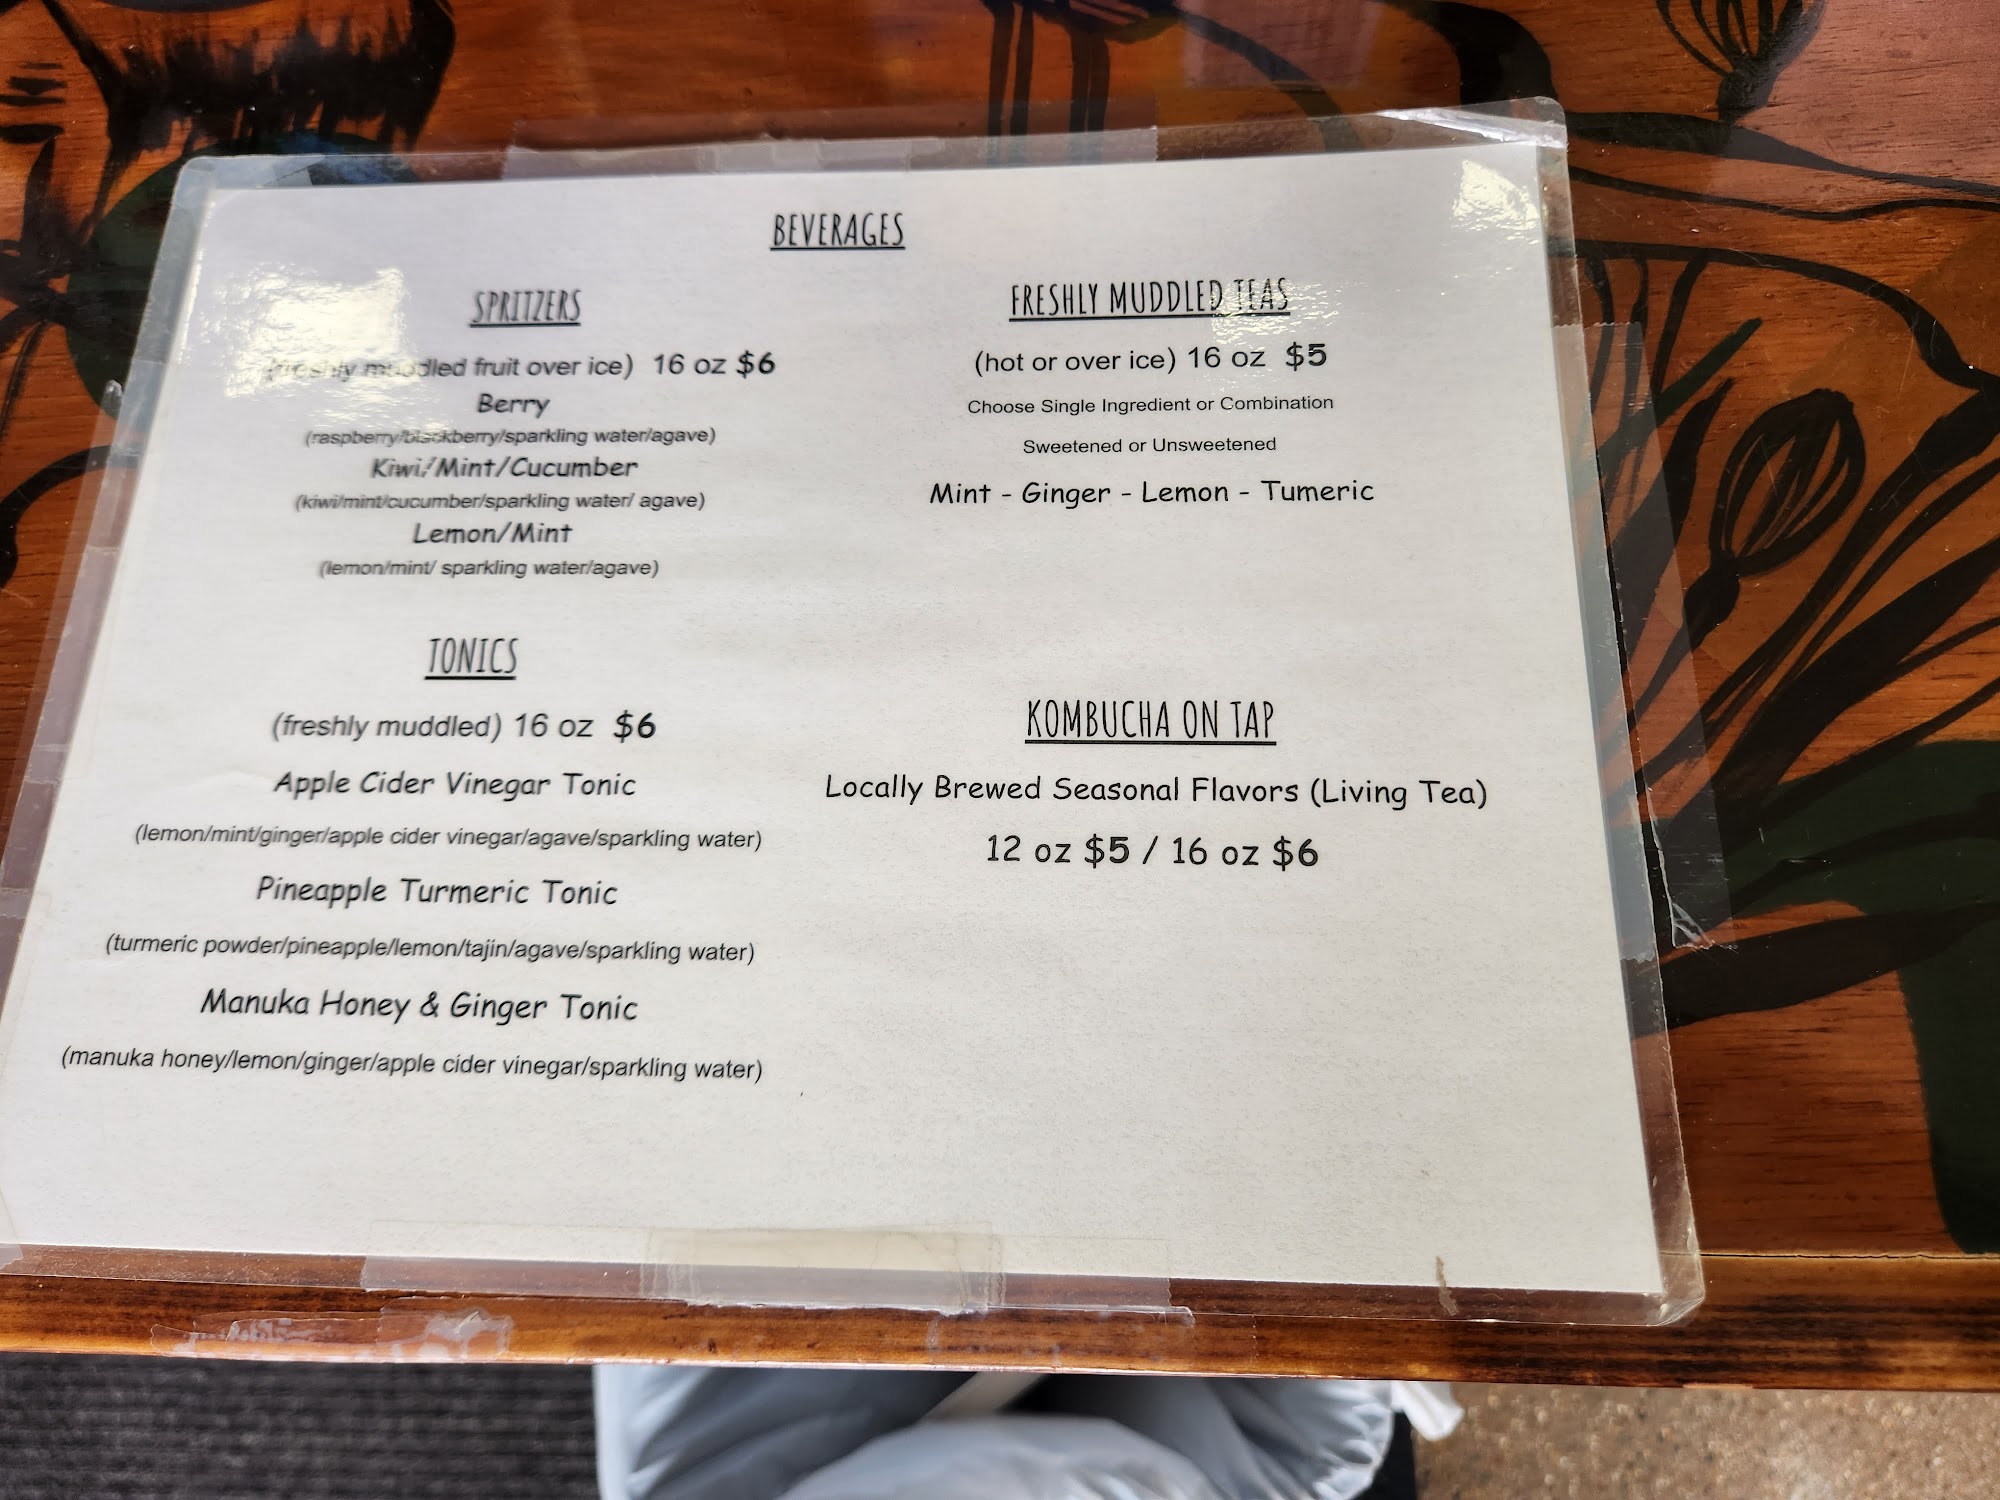 BEVERAGES
SPRITZERS
(freshly muddled fruit over ice) 16 oz $6
Berry
(raspberry/blackberry/sparkling water/agave)
Kiwi/Mint/Cucumber
(kiwi/mint/cucumber/sparkling water/ agave)
Lemon/Mint
(lemon/mint/ sparkling water/agave)
TONICS
(freshly muddled) 16 oz $6
Apple Cider Vinegar Tonic
(lemon/mint/ginger/apple cider vinegar/agave/sparkling water)
Pineapple Turmeric Tonic
(turmeric powder/pineapple/lemon/tajin/agave/sparkling water)
Manuka Honey & Ginger Tonic
(manuka honey/lemon/ginger/apple cider vinegar/sparkling water)
FRESHLY MUDDLED TEAS
(hot or over ice) 16 oz $5
Choose Single Ingredient or Combination
Sweetened or Unsweetened
Mint - Ginger - Lemon - Tumeric
KOMBUCHA ON TAP
Locally Brewed Seasonal Flavors (Living Tea)
12 oz $5 / 16 oz $6